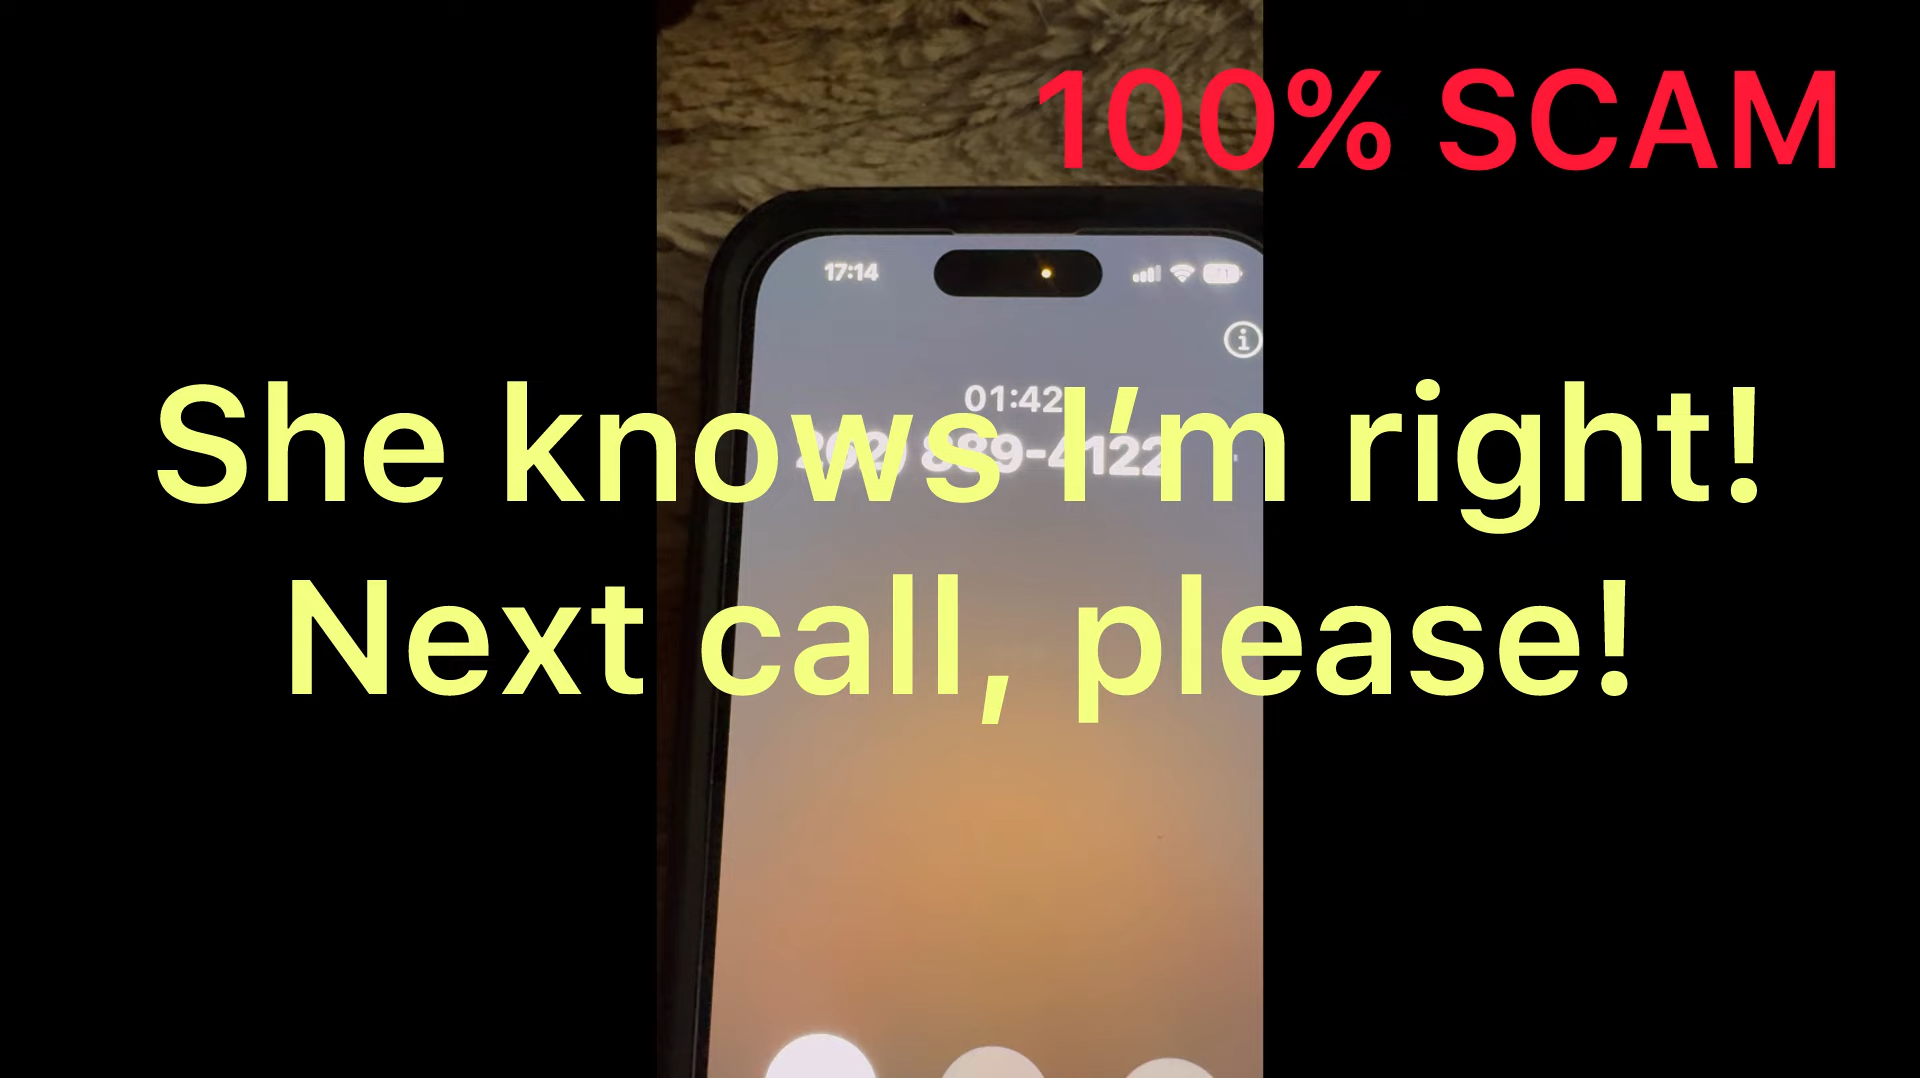 100% SCAM
17:14
01:42
She knows I’m right!
Next call, please!